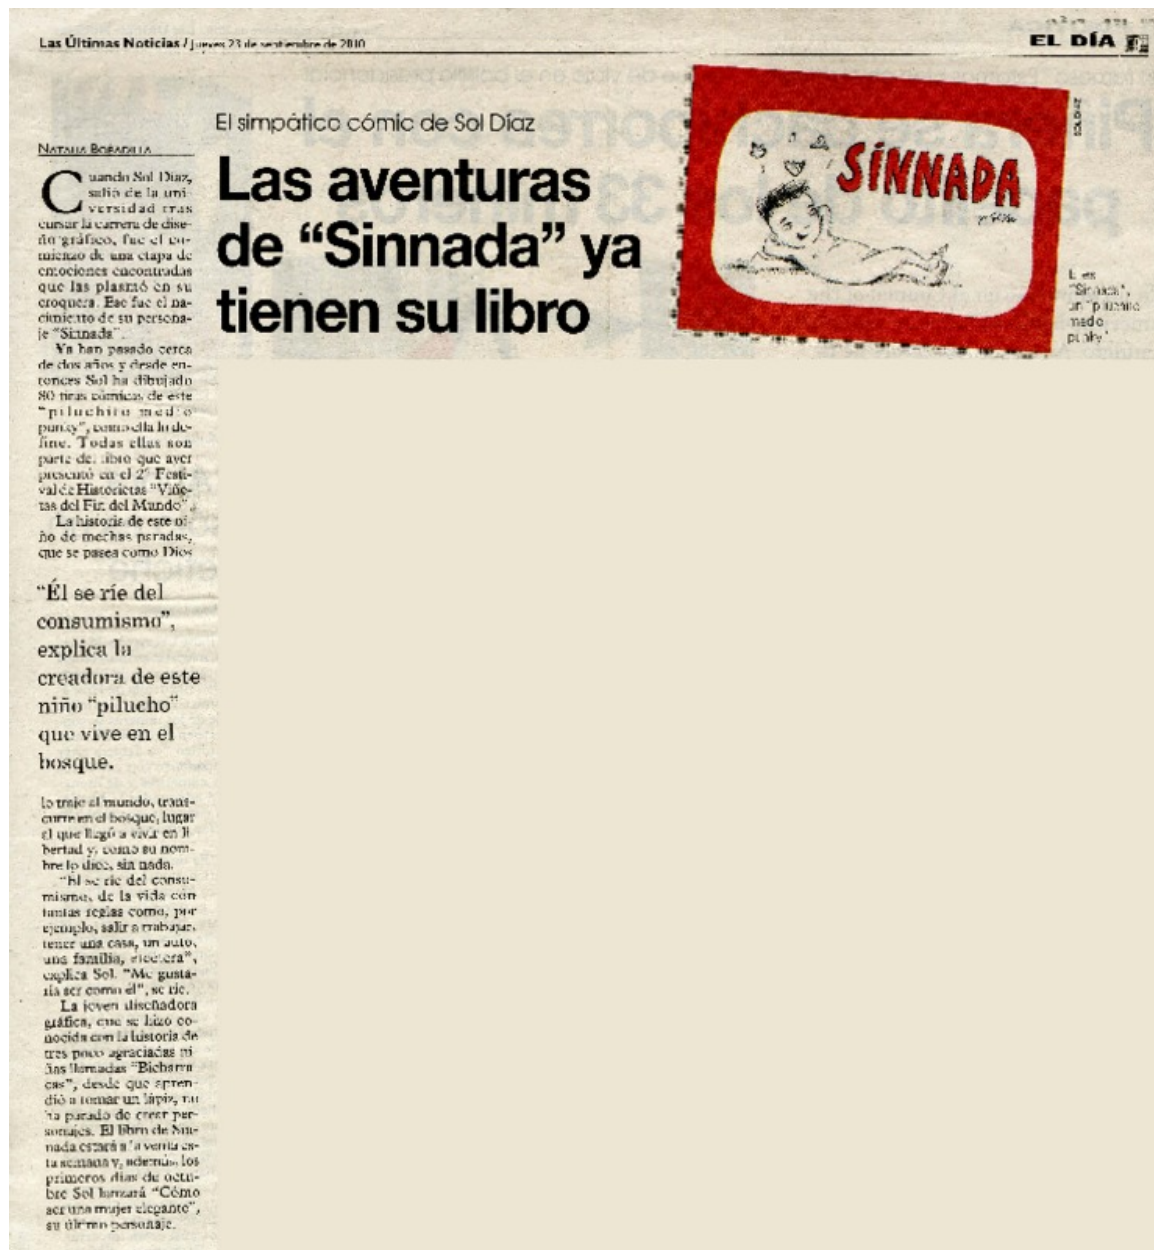 Las Últimas Noticias / jueves 23 de septiembre de 2010
EL DÍA
El simpático cómic de Sol Díaz
Las aventuras
de “Sinnada” ya
tienen su libro
SINNADA
SOL DÍAZ
Él es
“Sinnada”,
un “piluchito
medio
punky”
NATALIA BOBADILLA
Cuando Sol Díaz,
salió de la uni-
versidad tras
cursar la carrera de dise-
ño gráfico, fue el co-
mienzo de una etapa de
emociones encontradas
que las plasmó en su
croquera. Ese fue el na-
cimiento de su persona-
je “Sinnada”.
Ya han pasado cerca
de dos años y desde en-
tonces Sol ha dibujado
80 tiras cómicas de este
“piluchito medio
punky”, como ella lo de-
fine. Todas ellas son
parte del libro que ayer
presentó en el 2° Festi-
val de Historietas “Viñe-
tas del Fin del Mundo”.
La historia de este ni-
ño de mechas paradas,
que se pasea como Dios
“Él se ríe del
consumismo”,
explica la
creadora de este
niño “pilucho”
que vive en el
bosque.
lo trajo al mundo, trans-
curre en el bosque, lugar
al que llegó a vivir en li-
bertad y, como su nom-
bre lo dice, sin nada.
“Él se ríe del consu-
mismo, de la vida con
tantas reglas como, por
ejemplo, salir a trabajar,
tener una casa, un auto,
una familia, etcétera”,
explica Sol. “Me gusta-
ría ser como él”, se ríe.
La joven diseñadora
gráfica, que se hizo co-
nocida con la historia de
tres poco agraciadas ni-
ñas llamadas “Bicharra
cas”, desde que apren-
dió a tomar un lápiz, no
ha parado de crear per-
sonajes. El libro de Sin-
nada estará a la venta es-
ta semana y, además, los
primeros días de octu-
bre Sol lanzará “Cómo
ser una mujer elegante”,
su último personaje.